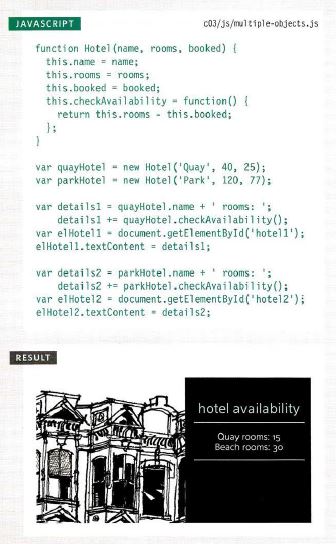 JAVASCRIPT c03/js/multiple-objects.js
function Hotel(name, rooms, booked) {
this.name = name;
this.rooms = rooms;
this.booked = booked;
this.checkAvailability = function() {
return this.rooms - this.booked;
};
}
var quayHotel = new Hotel('Quay', 40, 25);
var parkHotel = new Hotel('Park', 120, 77);
var details1 = quayHotel.name + ' rooms: ';
details1 += quayHotel.checkAvailability();
var elHotel1 = document.getElementById('hotel1');
elHotel1.textContent = details1;
var details2 = parkHotel.name + ' rooms: ';
details2 += parkHotel.checkAvailability();
var elHotel2 = document.getElementById('hotel2');
elHotel2.textContent = details2;
RESULT
hotel availability
Quay rooms: 15
Beach rooms: 30